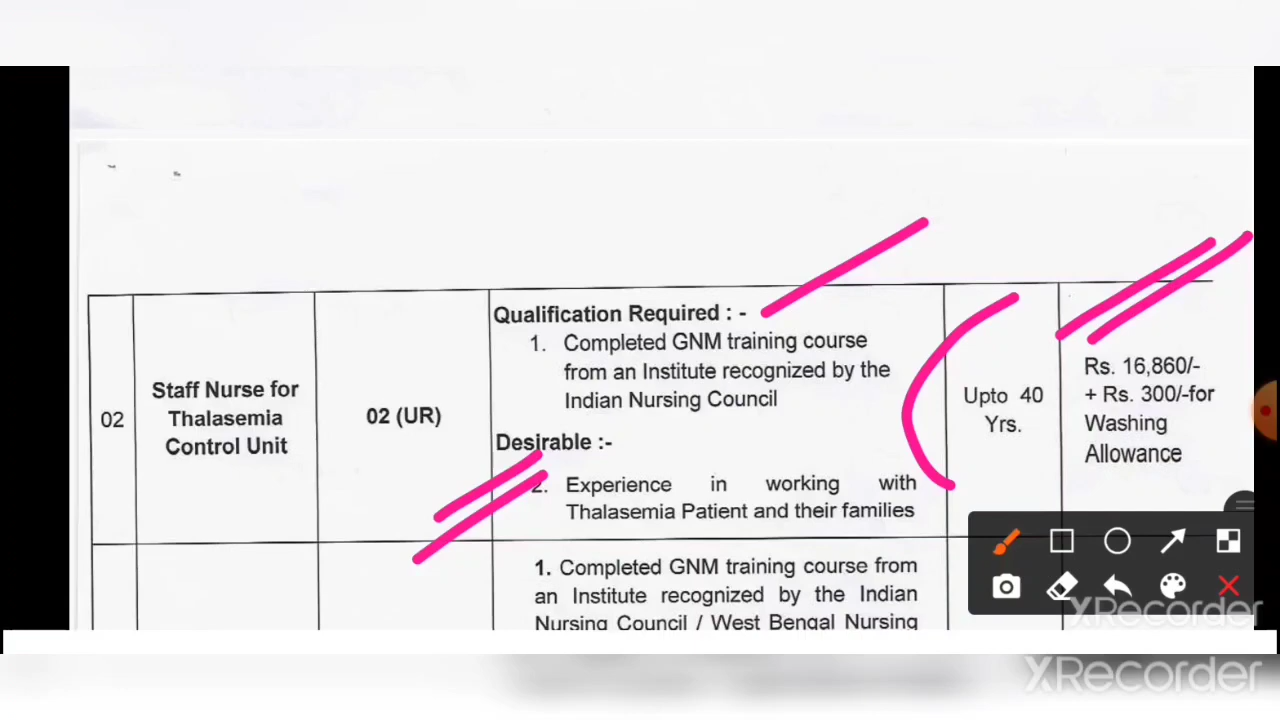 Qualification Required : -
1. Completed GNM training course
from an Institute recognized by the
Indian Nursing Council
02
Staff Nurse for
Thalasemia
Control Unit
02 (UR)
Desirable :-
2. Experience in working with
Thalasemia Patient and their families
Upto 40
Yrs.
Rs. 16,860/-
+ Rs. 300/-for
Washing
Allowance
1. Completed GNM training course from
an Institute recognized by the Indian
Nursing Council / West Bengal Nursing
XRecorder
XRecorder